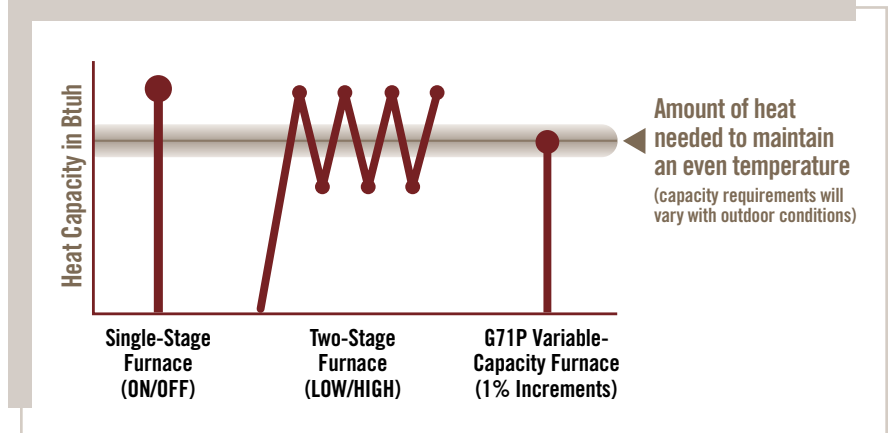 Heat Capacity in Btuh
Amount of heat
needed to maintain
an even temperature
(capacity requirements will
vary with outdoor conditions)
Single-Stage
Furnace
(ON/OFF)
Two-Stage
Furnace
(LOW/HIGH)
G71P Variable-
Capacity Furnace
(1% Increments)